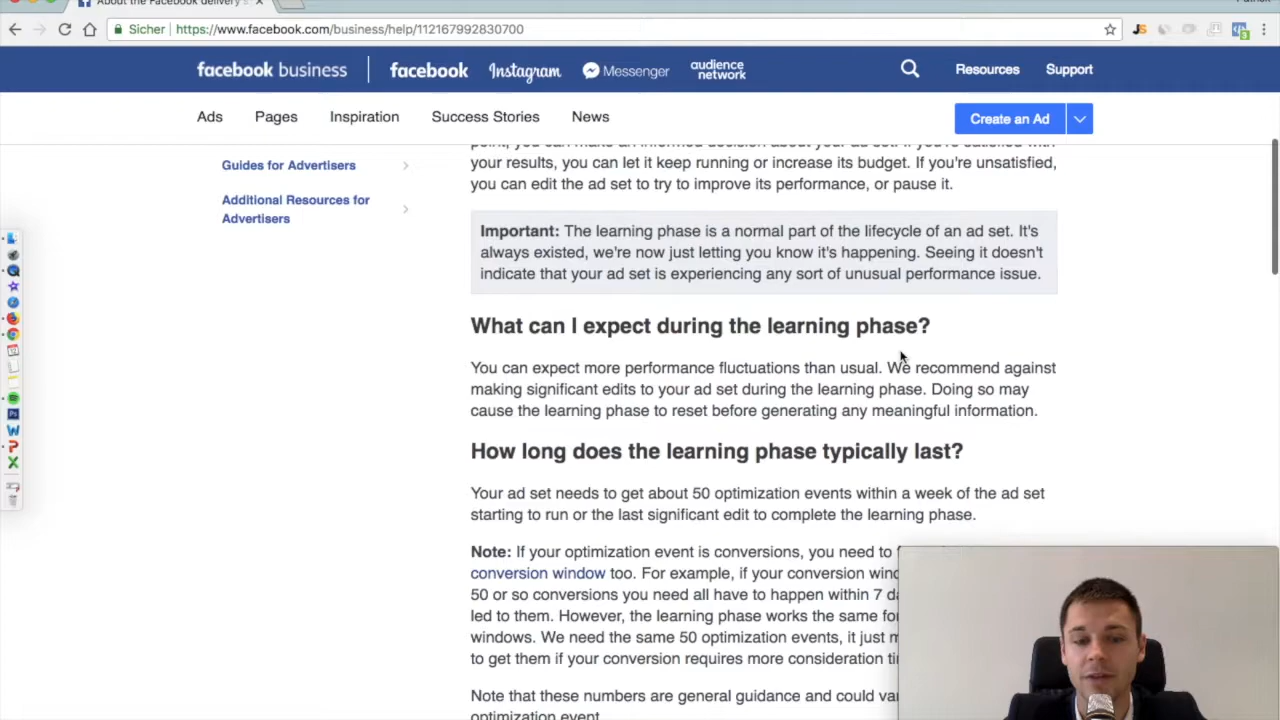 About the Facebook delivery s
Sicher | https://www.facebook.com/business/help/112167992830700
JS
3
facebook business
facebook
Instagram
Messenger
audience
network
Resources
Support
Ads
Pages
Inspiration
Success Stories
News
Create an Ad
Guides for Advertisers
Additional Resources for
Advertisers
your results, you can let it keep running or increase its budget. If you're unsatisfied,
you can edit the ad set to try to improve its performance, or pause it.
Important: The learning phase is a normal part of the lifecycle of an ad set. It's
always existed, we're now just letting you know it's happening. Seeing it doesn't
indicate that your ad set is experiencing any sort of unusual performance issue.
What can I expect during the learning phase?
You can expect more performance fluctuations than usual. We recommend against
making significant edits to your ad set during the learning phase. Doing so may
cause the learning phase to reset before generating any meaningful information.
How long does the learning phase typically last?
Your ad set needs to get about 50 optimization events within a week of the ad set
starting to run or the last significant edit to complete the learning phase.
Note: If your optimization event is conversions, you need to
conversion window too. For example, if your conversion wind
50 or so conversions you need all have to happen within 7 da
led to them. However, the learning phase works the same fo
windows. We need the same 50 optimization events, it just m
to get them if your conversion requires more consideration ti
Note that these numbers are general guidance and could va
optimization event